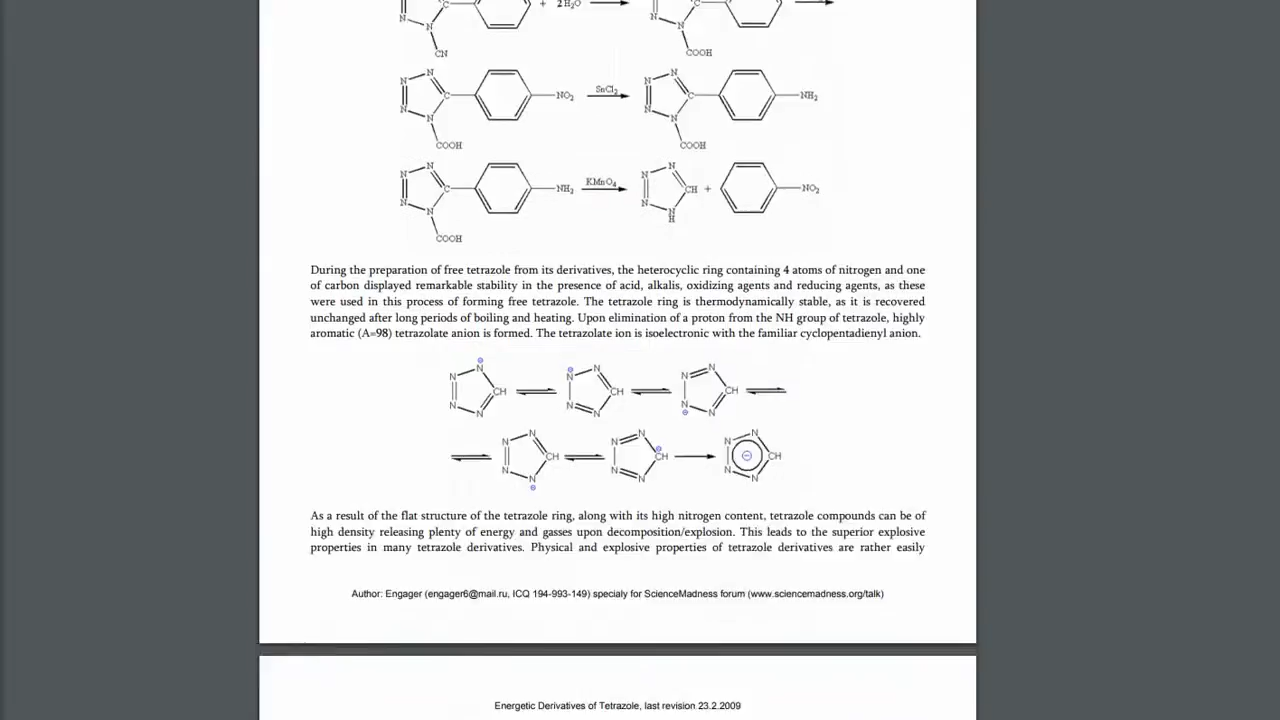 N N C + 2 H₂O N C
N N
CN COOH
N N N C NO₂ SnCl₂ N N N C NH₂
N N
COOH COOH
N N N C NH₂ KMnO₄ N N N CH + NO₂
N N H
COOH
During the preparation of free tetrazole from its derivatives, the heterocyclic ring containing 4 atoms of nitrogen and one
of carbon displayed remarkable stability in the presence of acid, alkalis, oxidizing agents and reducing agents, as these
were used in this process of forming free tetrazole. The tetrazole ring is thermodynamically stable, as it is recovered
unchanged after long periods of boiling and heating. Upon elimination of a proton from the NH group of tetrazole, highly
aromatic (A=98) tetrazolate anion is formed. The tetrazolate ion is isoelectronic with the familiar cyclopentadienyl anion.
N N N N CH N N N N CH N N N N CH
N N N N CH N N N N CH N N N N CH
As a result of the flat structure of the tetrazole ring, along with its high nitrogen content, tetrazole compounds can be of
high density releasing plenty of energy and gasses upon decomposition/explosion. This leads to the superior explosive
properties in many tetrazole derivatives. Physical and explosive properties of tetrazole derivatives are rather easily
Author: Engager (engager6@mail.ru, ICQ 194-993-149) specialy for ScienceMadness forum (www.sciencemadness.org/talk)
Energetic Derivatives of Tetrazole, last revision 23.2.2009